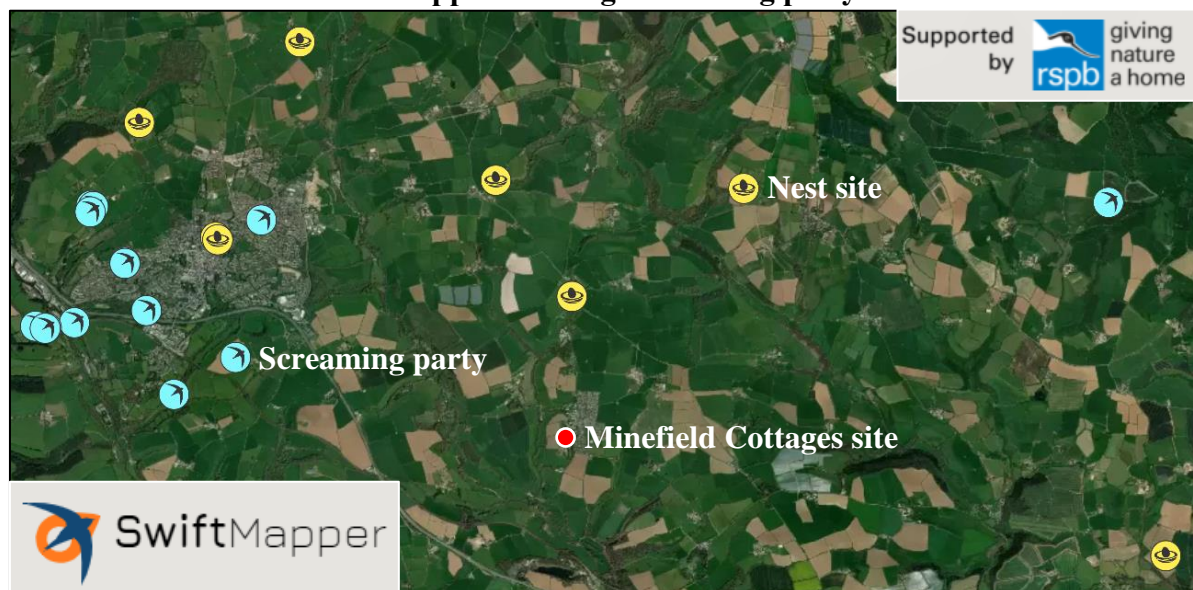 Supported
by
giving
nature
a home
rspb
Nest site
Screaming party
Minefield Cottages site
SwiftMapper